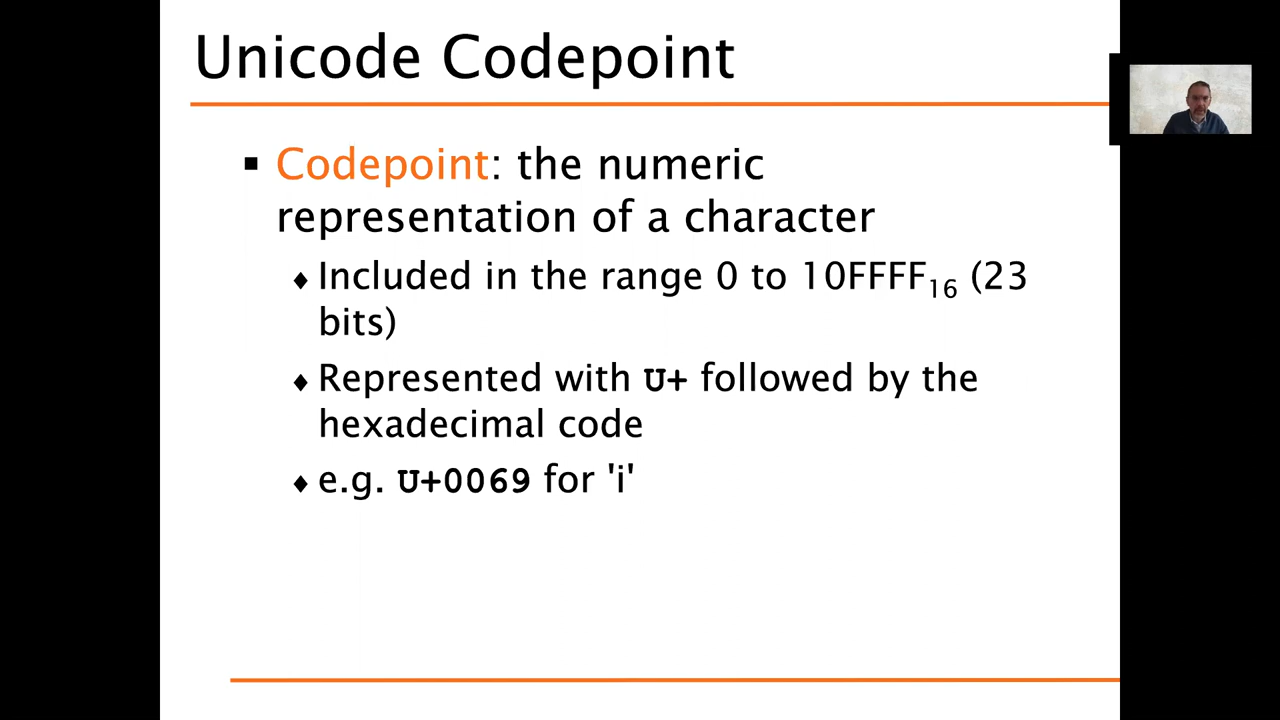 Unicode Codepoint
▪ Codepoint: the numeric
representation of a character
♦ Included in the range 0 to 10FFFF₁₆ (23
bits)
♦ Represented with U+ followed by the
hexadecimal code
♦ e.g. U+0069 for 'i'